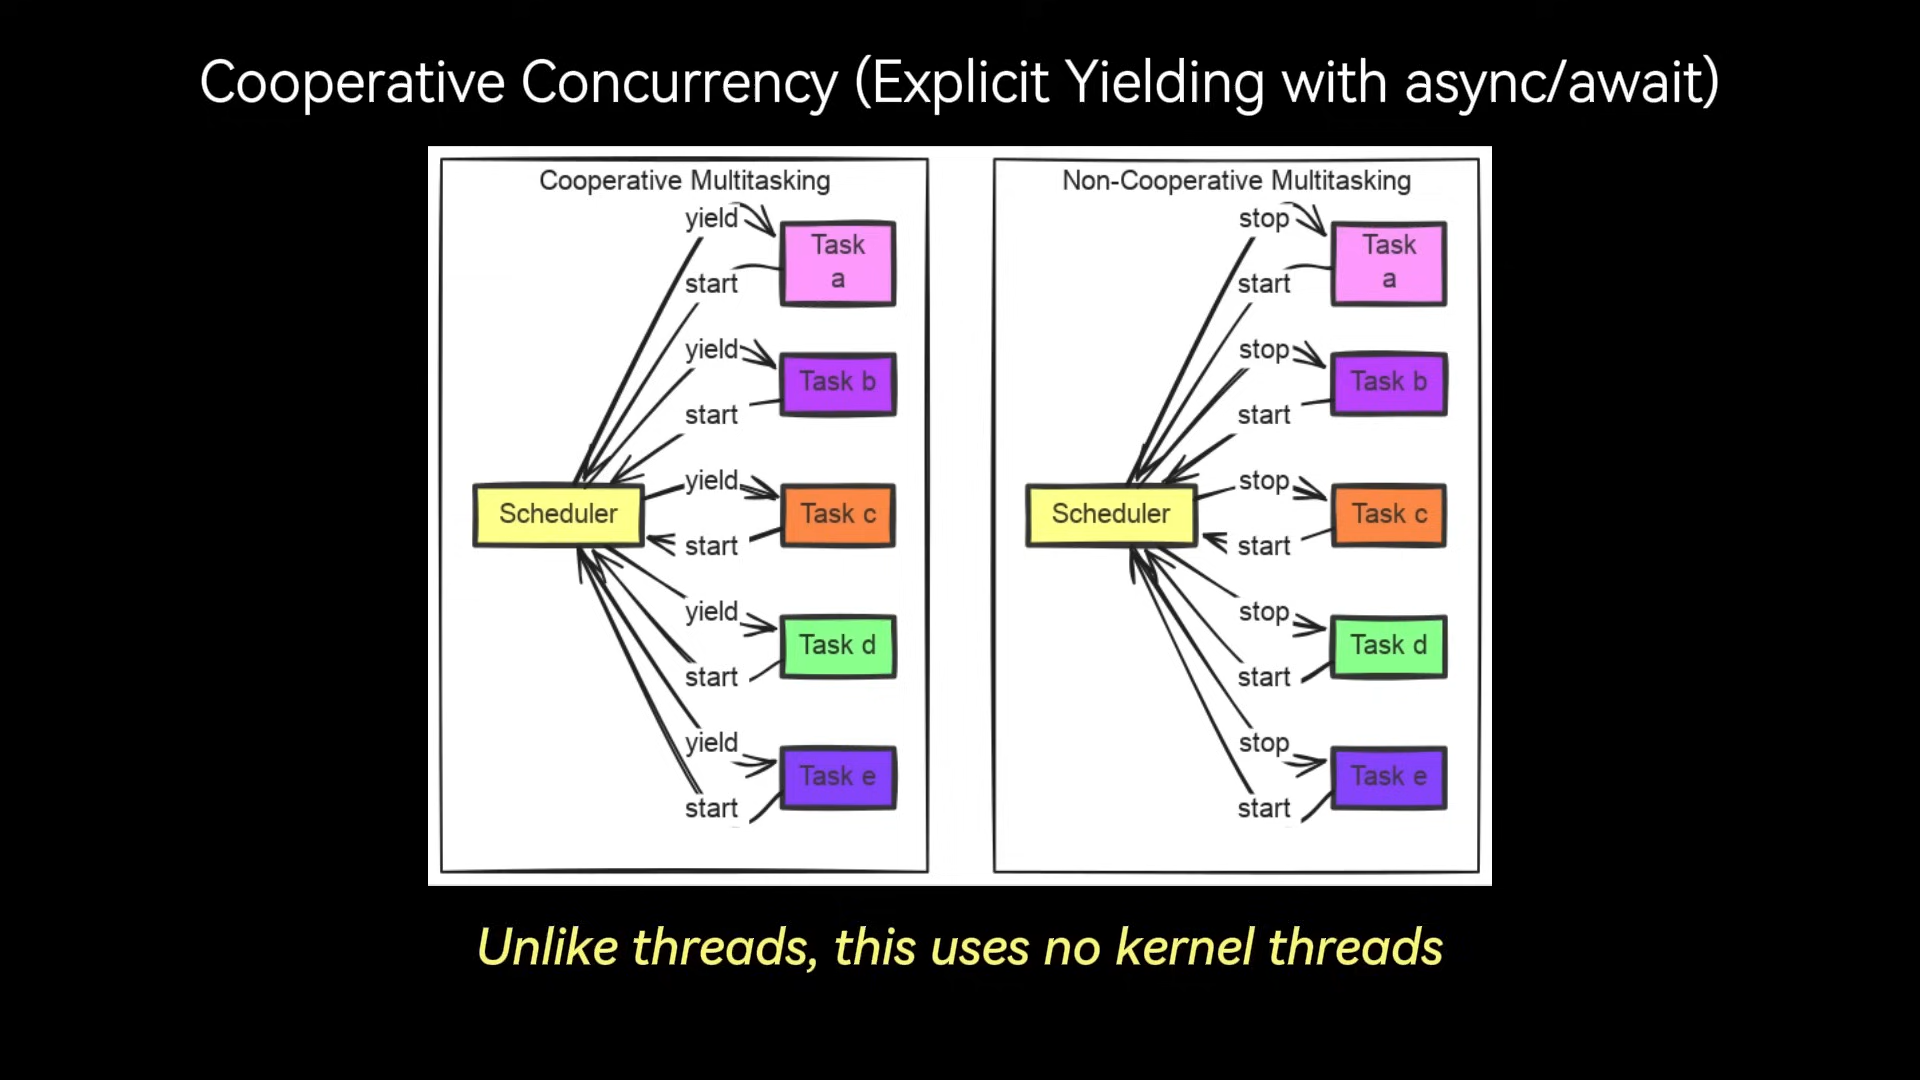 Cooperative Concurrency (Explicit Yielding with async/await)
Cooperative Multitasking
yield
Task
a
start
yield
Task b
start
Scheduler
yield
Task c
start
yield
Task d
start
yield
Task e
start
Non-Cooperative Multitasking
stop
Task
a
start
stop
Task b
start
Scheduler
stop
Task c
start
stop
Task d
start
stop
Task e
start
Unlike threads, this uses no kernel threads